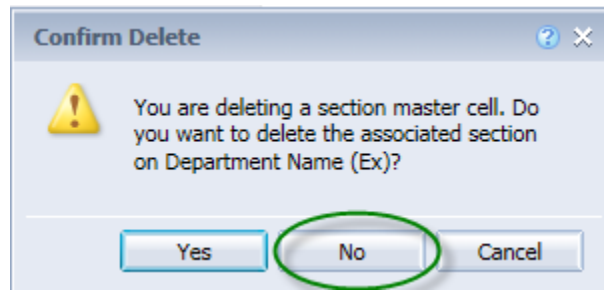 Confirm Delete
You are deleting a section master cell. Do
you want to delete the associated section
on Department Name (Ex)?
Yes No Cancel